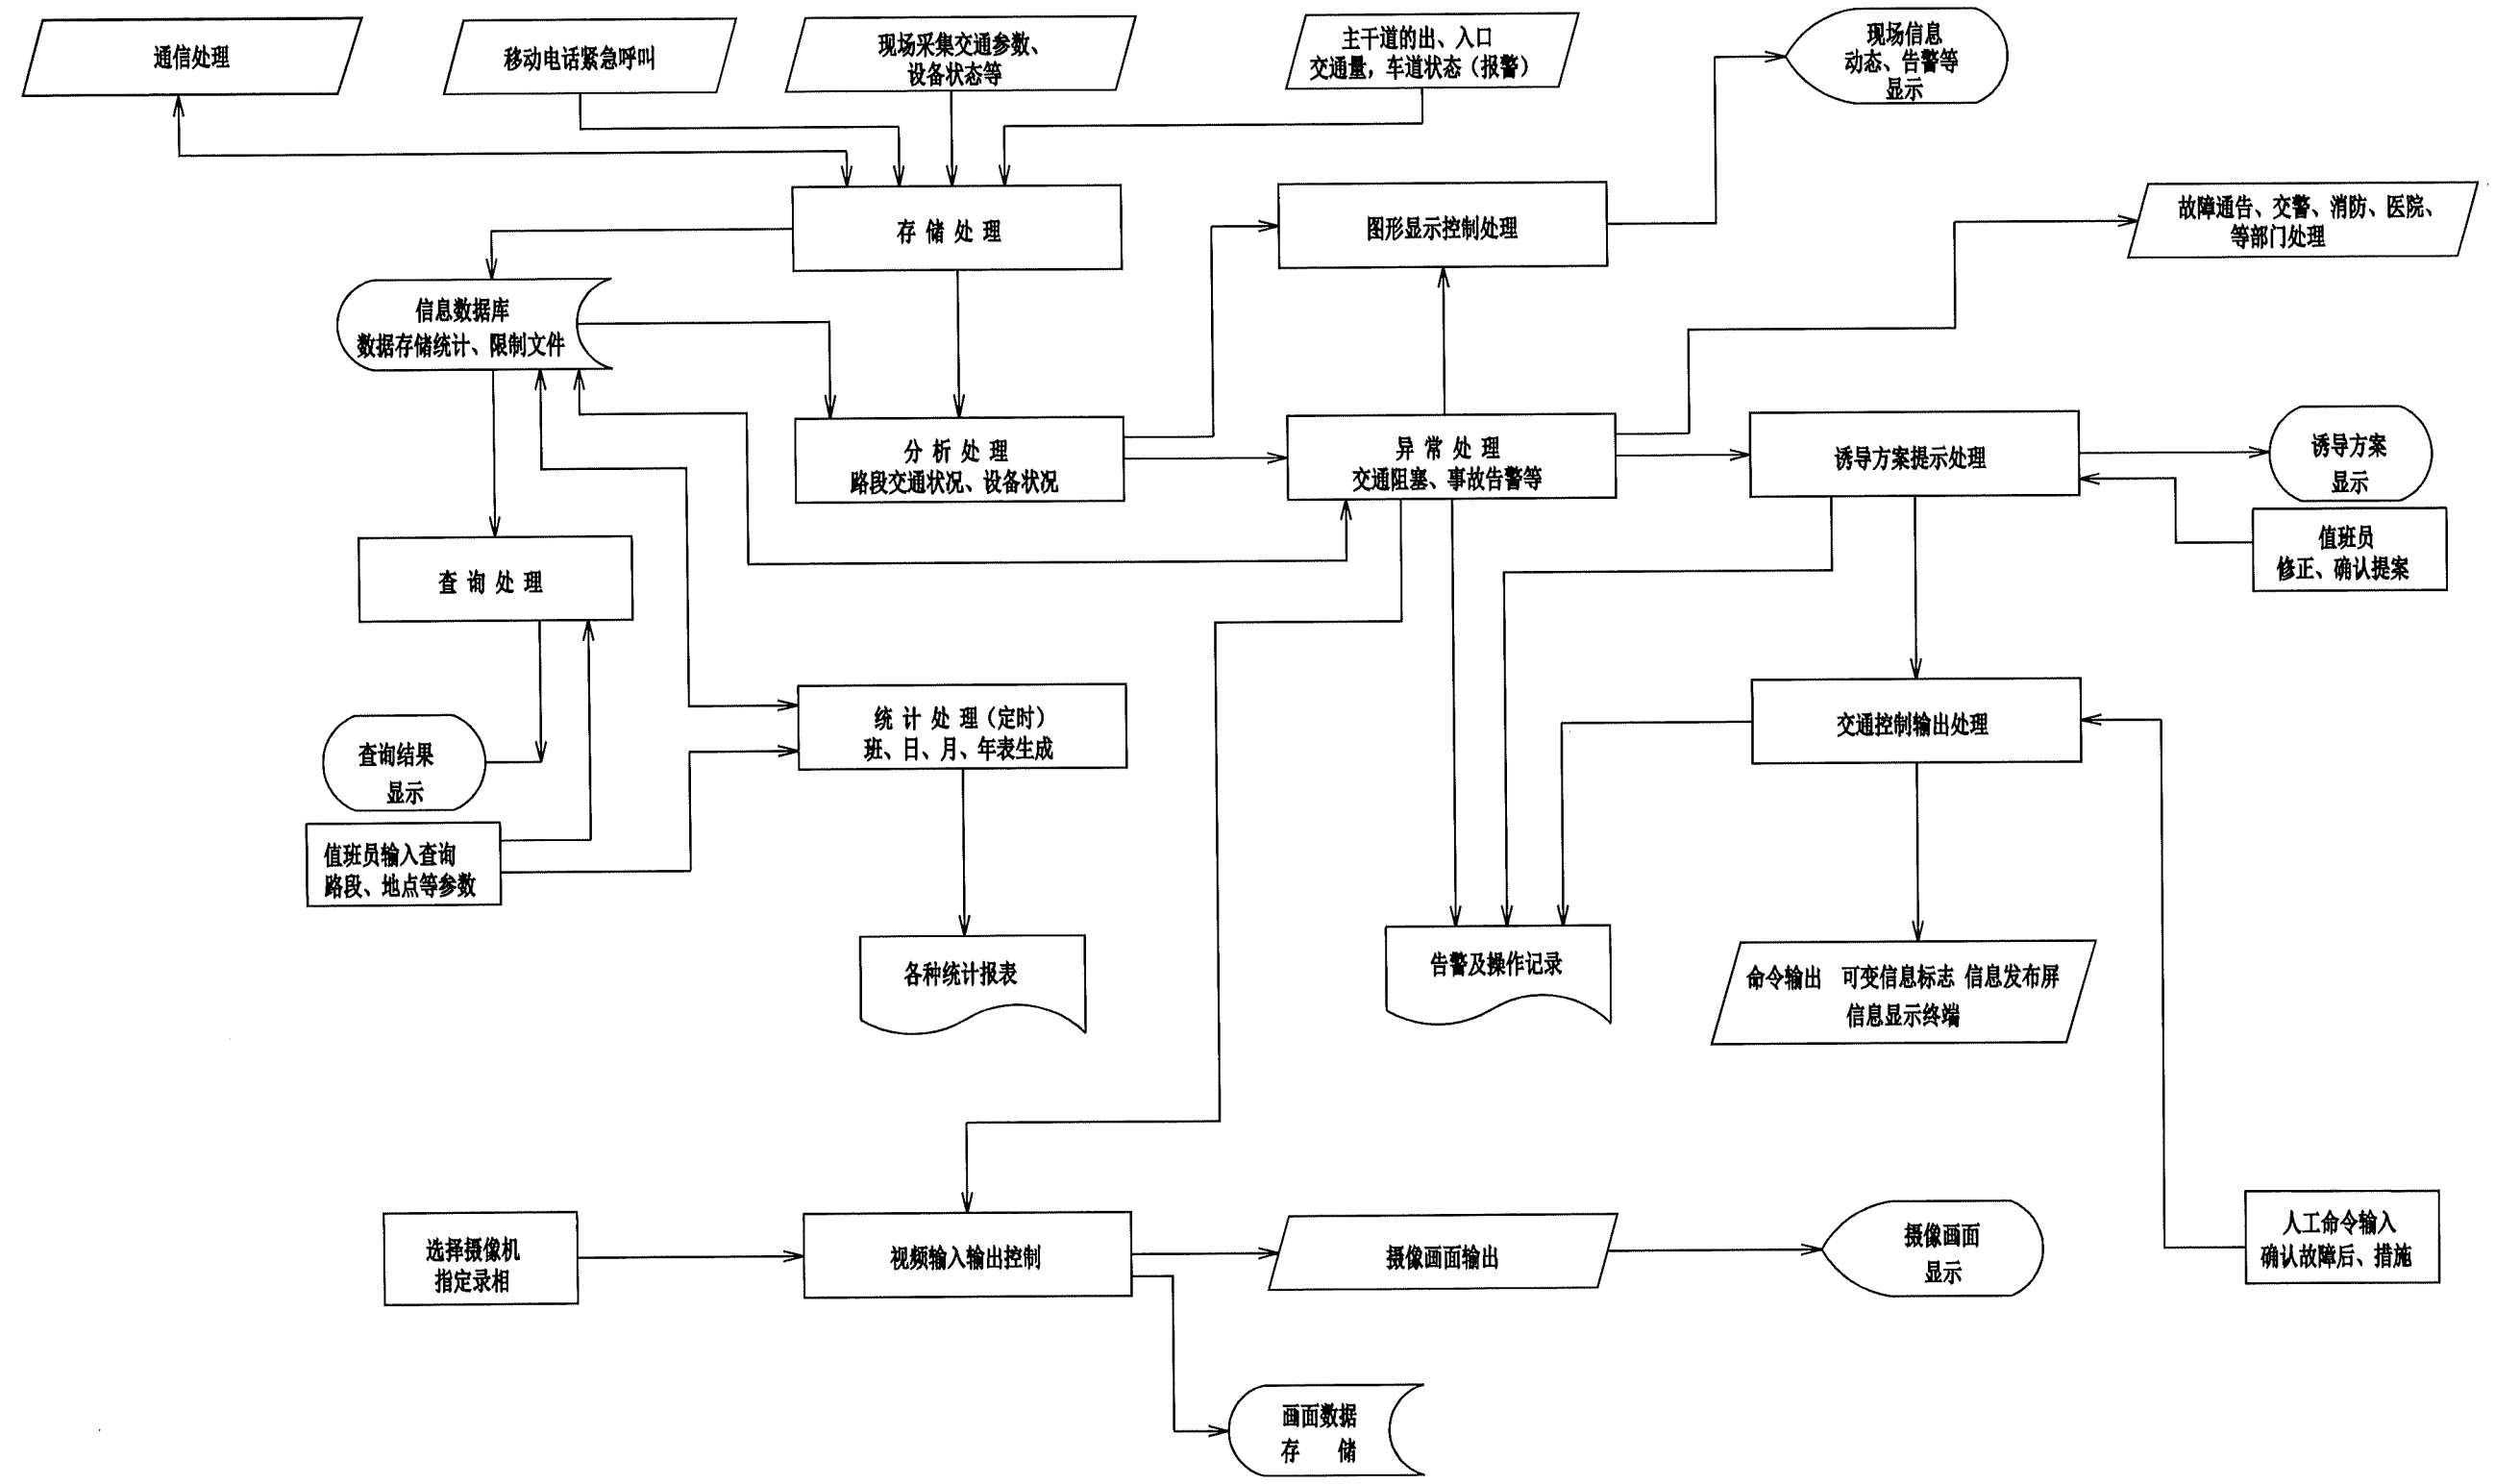 通信处理
移动电话紧急呼叫
现场采集交通参数、
设备状态等
主干道的出、入口
交通量，车道状态（报警）
现场信息
动态、告警等
显示
存 储 处 理
图形显示控制处理
故障通告、交警、消防、医院、
等部门处理
信息数据库
数据存储统计、限制文件
分 析 处 理
路段交通状况、设备状况
异 常 处 理
交通阻塞、事故告警等
诱导方案提示处理
诱导方案
显示
值班员
修正、确认提案
查 询 处 理
统 计 处 理（定时）
班、日、月、年表生成
交通控制输出处理
查询结果
显示
值班员输入查询
路段、地点等参数
各种统计报表
告警及操作记录
命令输出 可变信息标志 信息发布屏
信息显示终端
选择摄像机
指定录相
视频输入输出控制
摄像画面输出
摄像画面
显示
人工命令输入
确认故障后、措施
画面数据
存 储